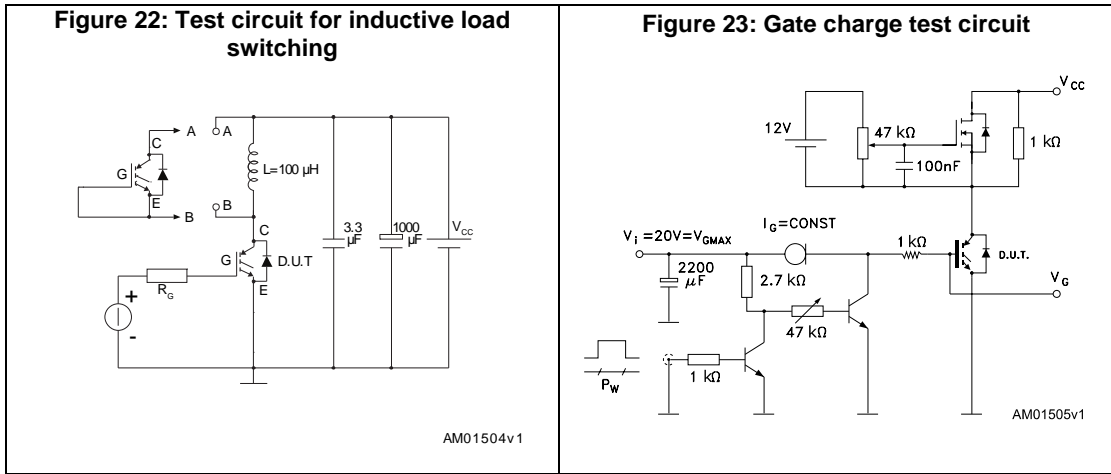 Figure 22: Test circuit for inductive load
switching
A
A
C
G
E
B
B
L=100 µH
C
G
D.U.T
E
R_G
+
-
3.3
µF
1000
µF
V_CC
AM01504v1
Figure 23: Gate charge test circuit
V_CC
12V
47 kΩ
100nF
1 kΩ
I_G=CONST
V_i=20V=V_GMAX
2200
µF
2.7 kΩ
1 kΩ
D.U.T.
V_G
47 kΩ
1 kΩ
P_W
AM01505v1